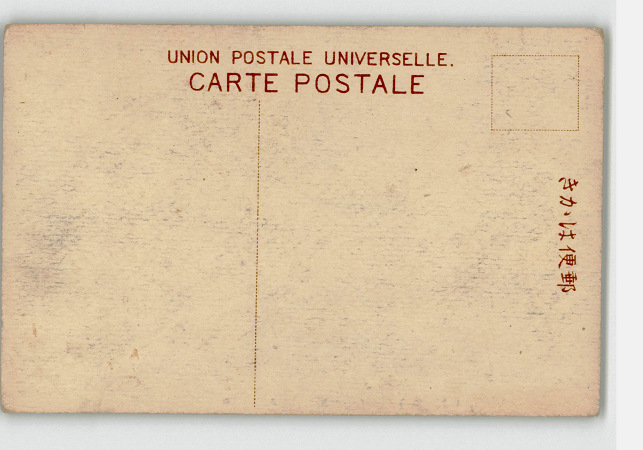 UNION POSTALE UNIVERSELLE.
CARTE POSTALE
郵便はかき